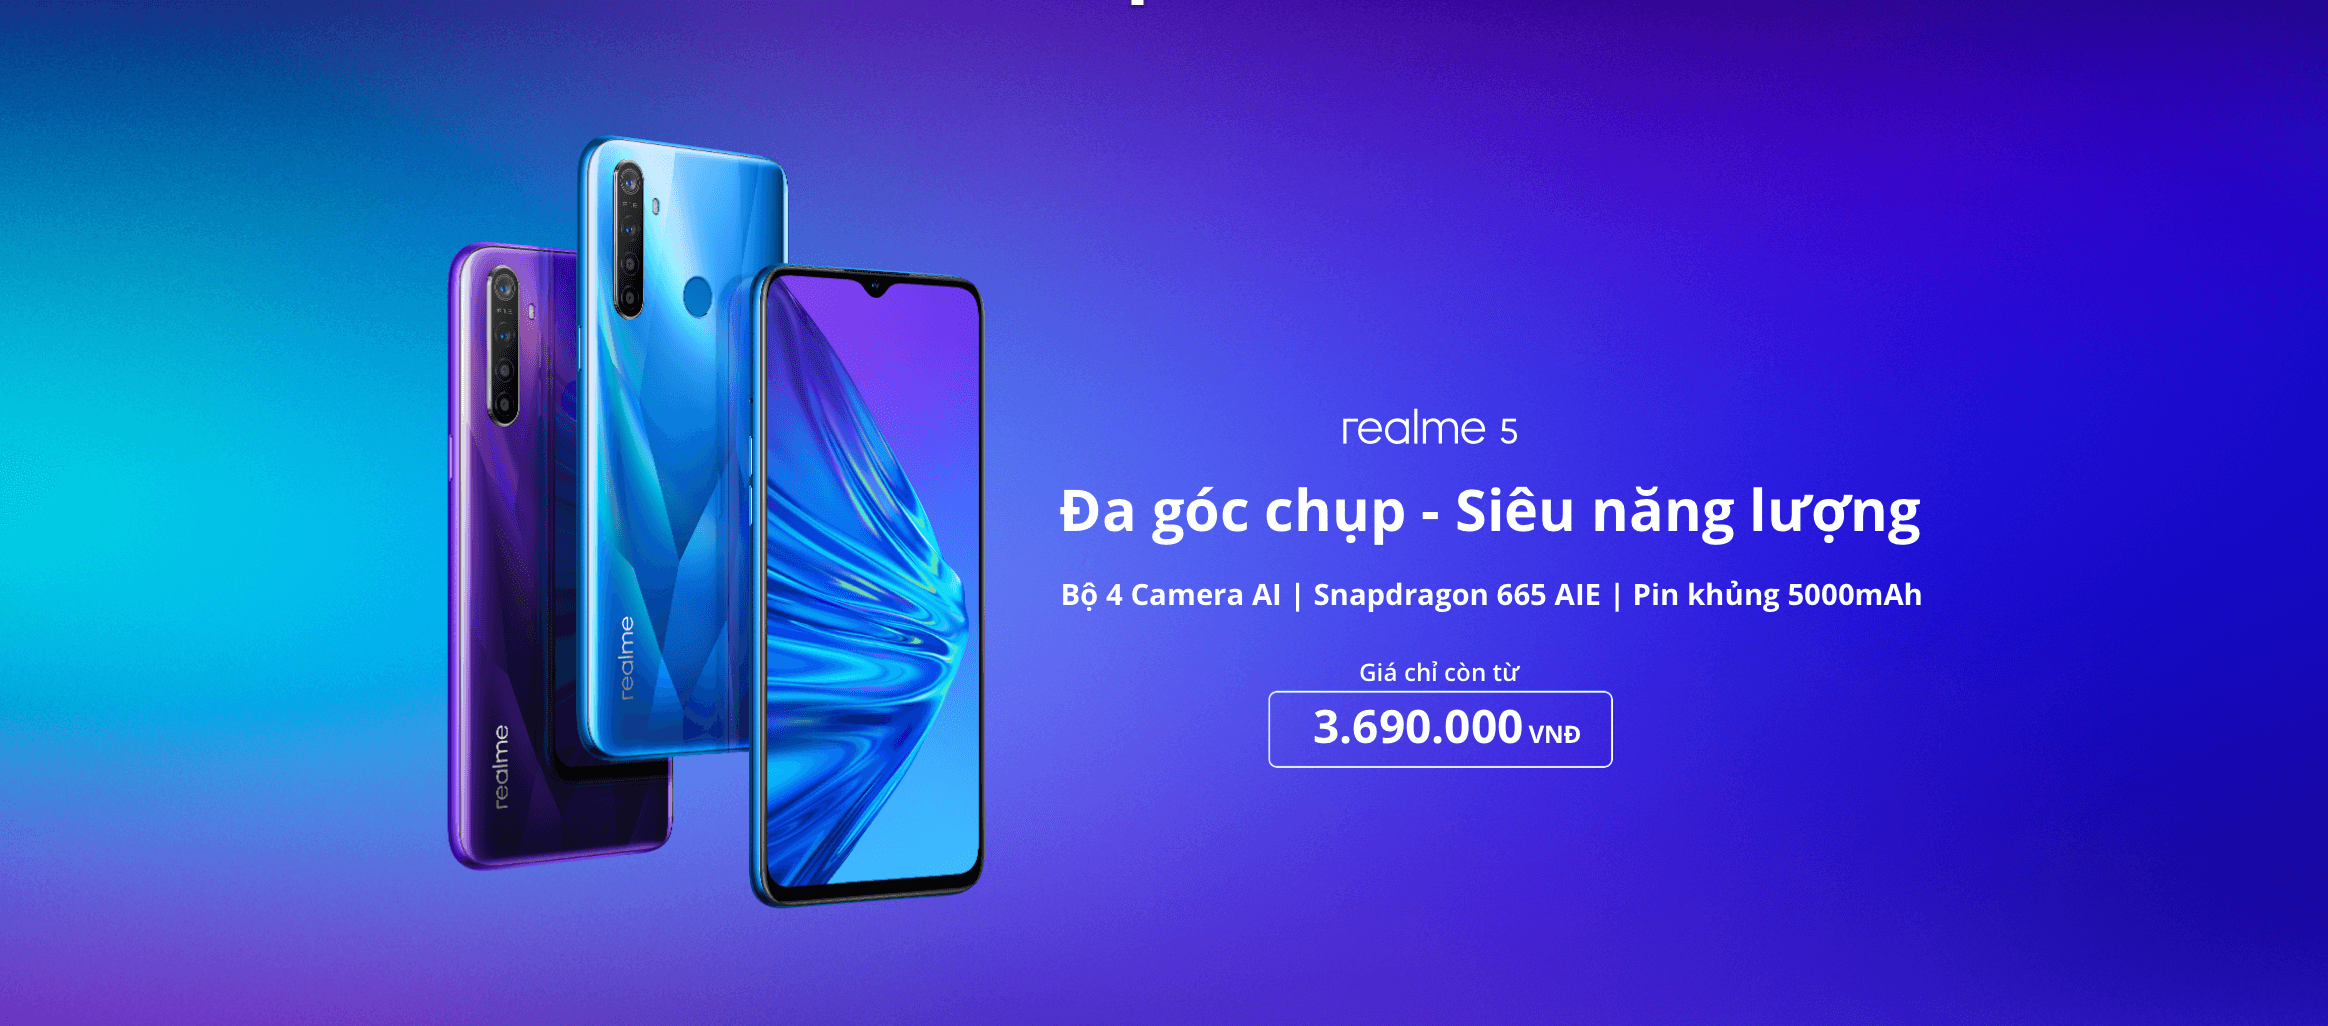 realme 5
Đa góc chụp - Siêu năng lượng
Bộ 4 Camera AI | Snapdragon 665 AIE | Pin khủng 5000mAh
Giá chỉ còn từ
3.690.000 VNĐ
realme
realme